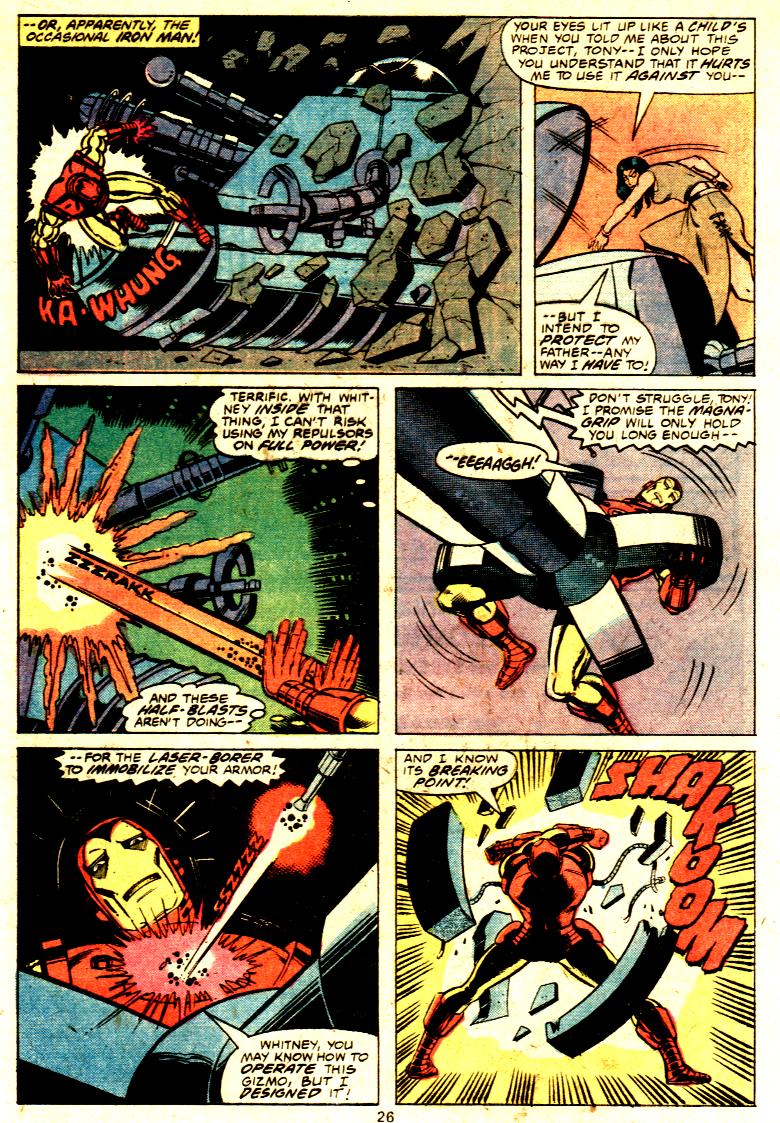 --OR, APPARENTLY, THE
OCCASIONAL IRON MAN!
KA-WHUNG
YOUR EYES LIT UP LIKE A CHILD'S
WHEN YOU TOLD ME ABOUT THIS
PROJECT, TONY--I ONLY HOPE
YOU UNDERSTAND THAT IT HURTS
ME TO USE IT AGAINST YOU--
--BUT I
INTEND TO
PROTECT MY
FATHER--ANY
WAY I HAVE TO!
TERRIFIC. WITH WHIT-
NEY INSIDE THAT
THING, I CAN'T RISK
USING MY REPULSORS
ON FULL POWER!
ZZZRAKK
AND THESE
HALF-BLASTS
AREN'T DOING--
DON'T STRUGGLE, TONY!
I PROMISE THE MAGNA-
GRIP WILL ONLY HOLD
YOU LONG ENOUGH--
--EEEAAGGH!
--FOR THE LASER-BORER
TO IMMOBILIZE YOUR ARMOR!
SSZZZZZ
WHITNEY, YOU
MAY KNOW HOW TO
OPERATE THIS
GIZMO, BUT I
DESIGNED IT!
AND I KNOW
ITS BREAKING
POINT!
SHAKOOM
26